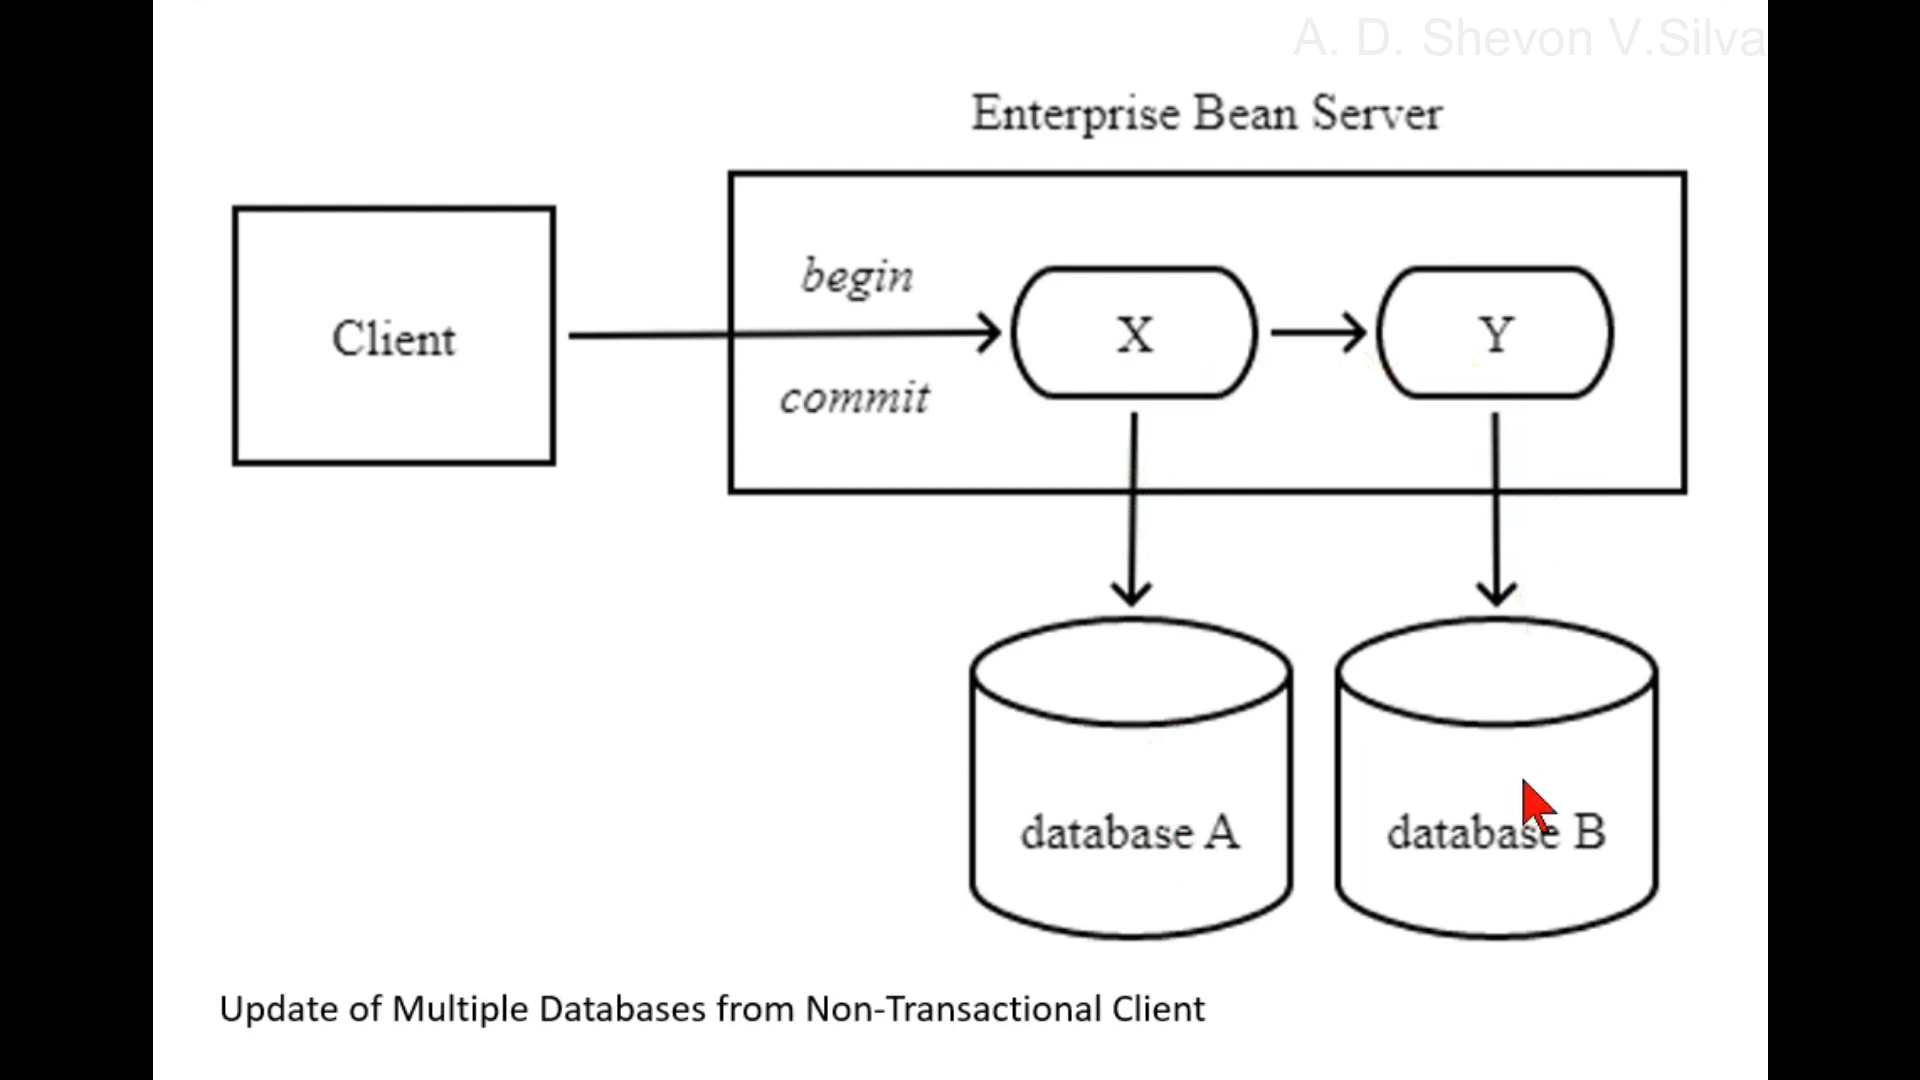 A. D. Shevon V.Silva
Enterprise Bean Server
Client
begin
commit
X
Y
database A
database B
Update of Multiple Databases from Non-Transactional Client